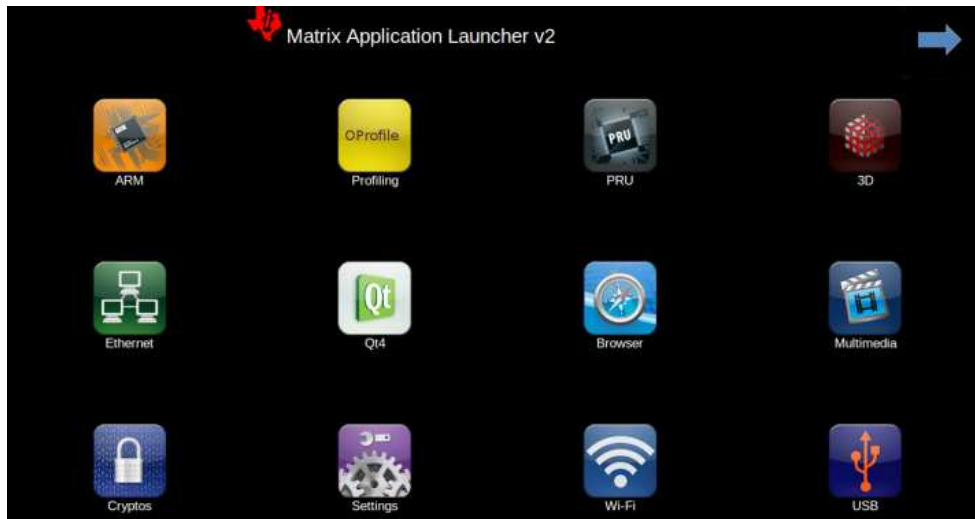 Matrix Application Launcher v2
OProfile
PRU
ARM
Profiling
PRU
3D
Qt
Ethernet
Qt4
Browser
Multimedia
Cryptos
Settings
Wi-Fi
USB